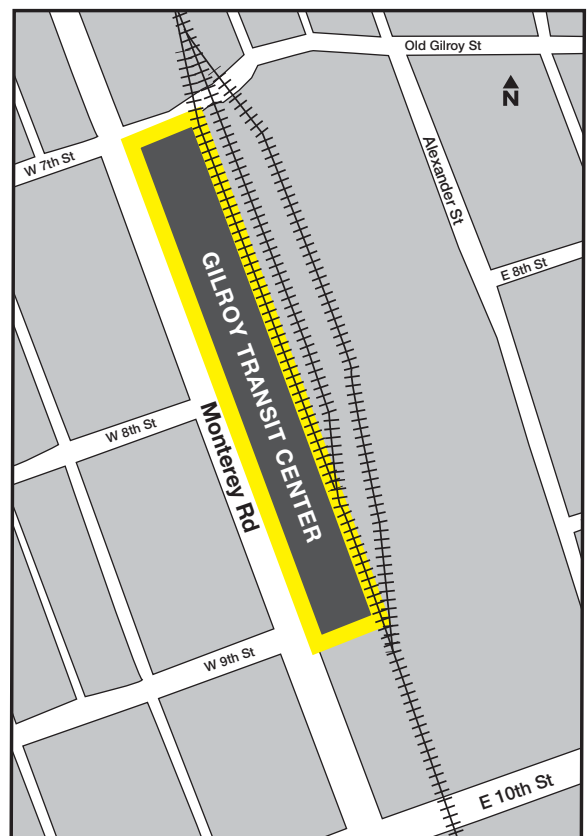 Old Gilroy St
N
W 7th St
Alexander St
E 8th St
GILROY TRANSIT CENTER
W 8th St
Monterey Rd
W 9th St
E 10th St